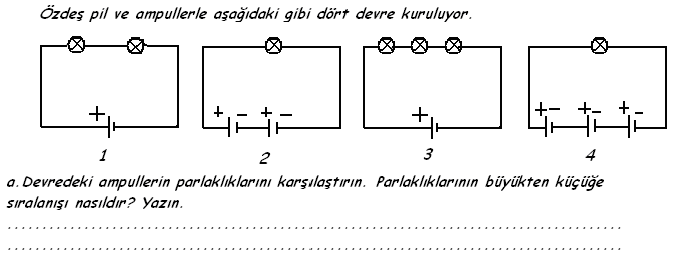 Özdeş pil ve ampullerle aşağıdaki gibi dört devre kuruluyor.
+
+ - + -
+
+ - + - + -
1 2 3 4
a. Devredeki ampullerin parlaklıklarını karşılaştırın. Parlaklıklarının büyükten küçüğe
sıralanışı nasıldır? Yazın.